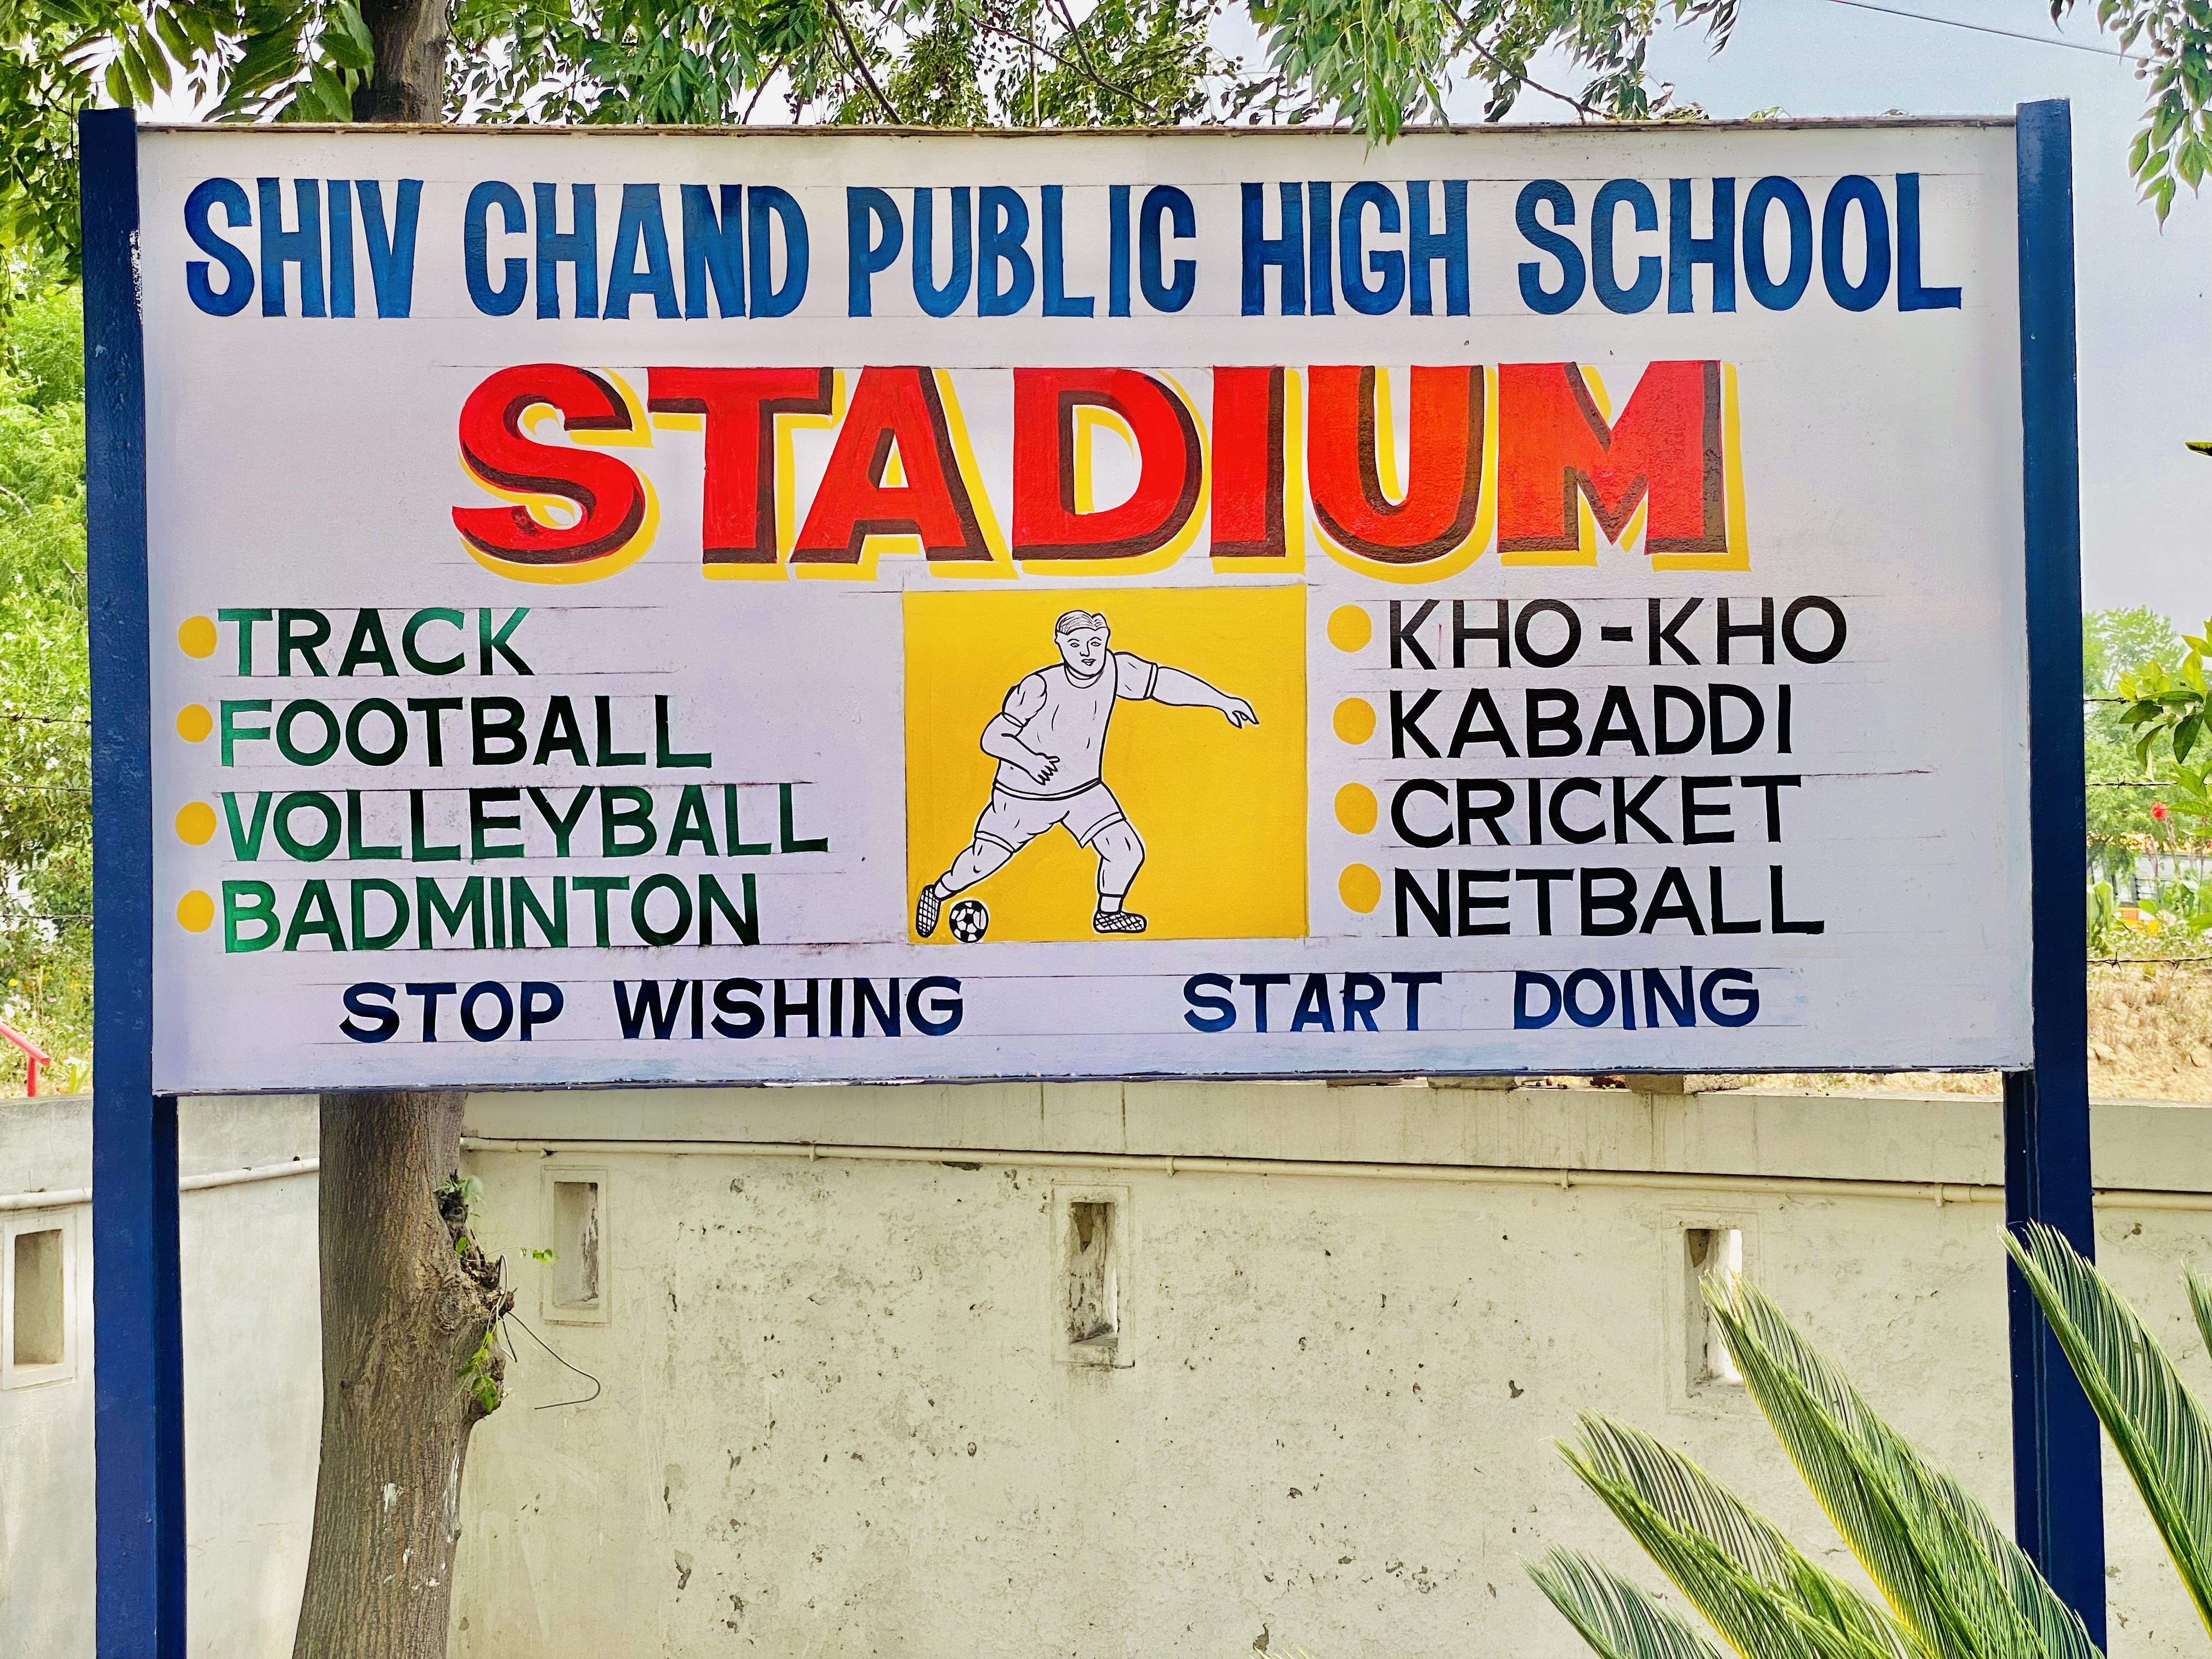 SHIV CHAND PUBLIC HIGH SCHOOL
STADIUM
TRACK
FOOTBALL
VOLLEYBALL
BADMINTON
KHO-KHO
KABADDI
CRICKET
NETBALL
STOP WISHING START DOING